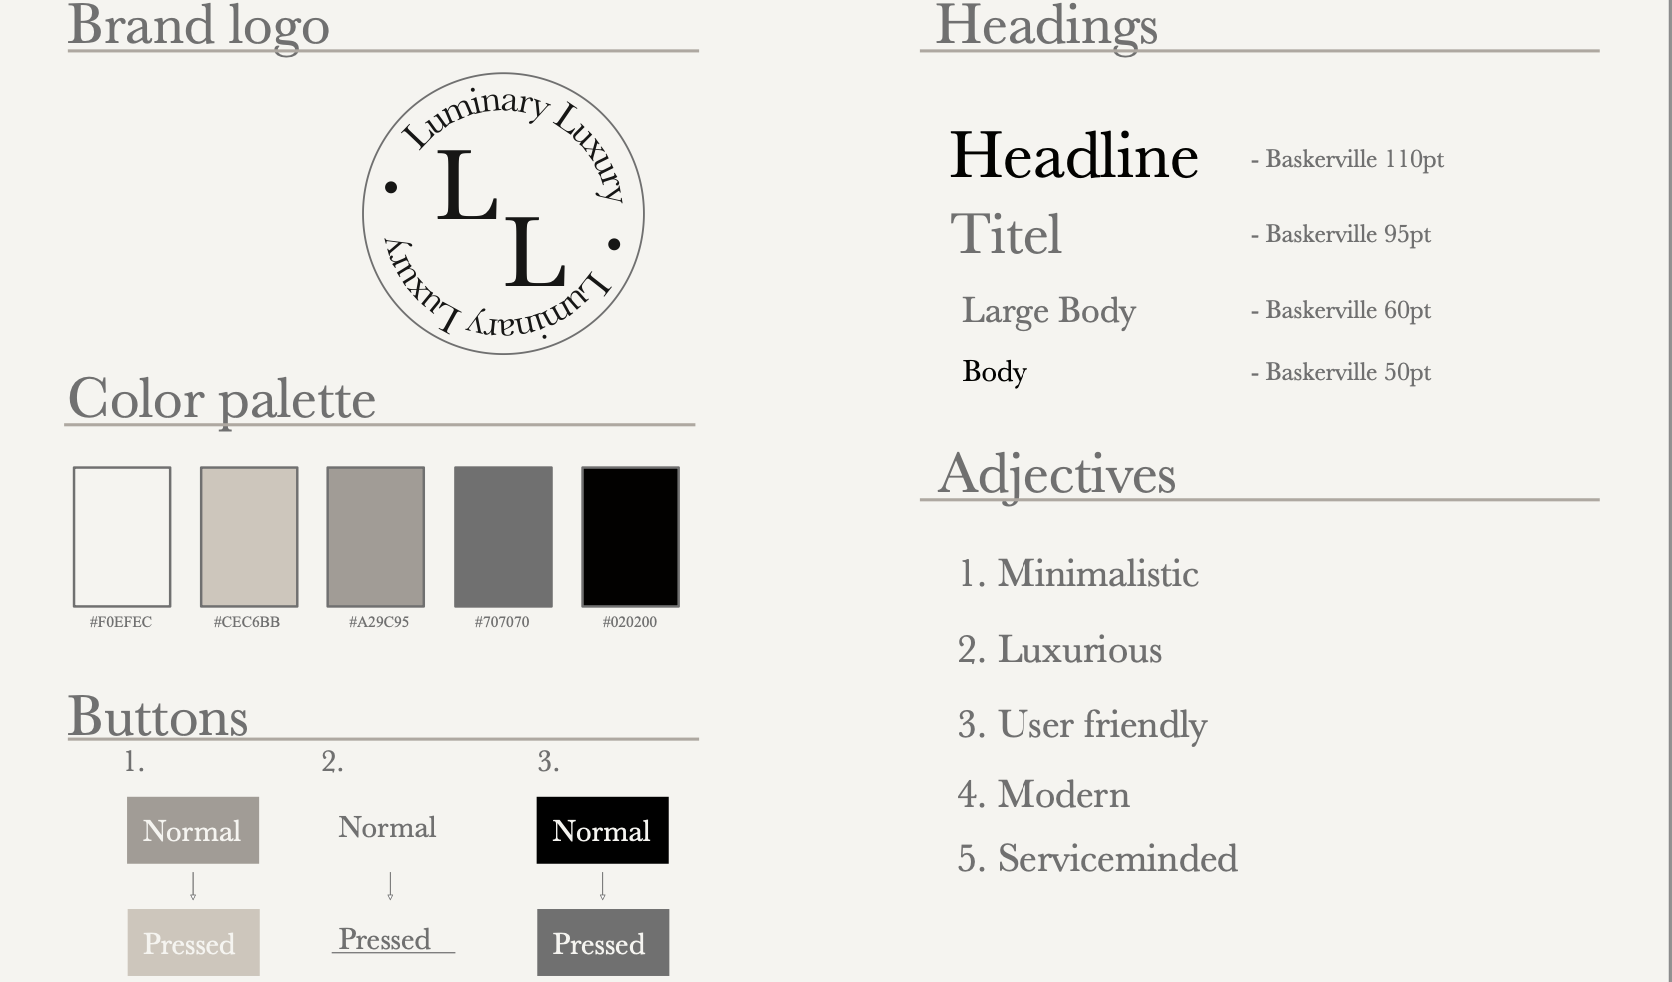 Brand logo
Luminary Luxury
L
L
Luminary Luxury
Color palette
#F0EFEC #CEC6BB #A29C95 #707070 #020200
Buttons
1. 2. 3.
Normal Normal Normal
Pressed Pressed Pressed
Headings
Headline - Baskerville 110pt
Titel - Baskerville 95pt
Large Body - Baskerville 60pt
Body - Baskerville 50pt
Adjectives
1. Minimalistic
2. Luxurious
3. User friendly
4. Modern
5. Serviceminded